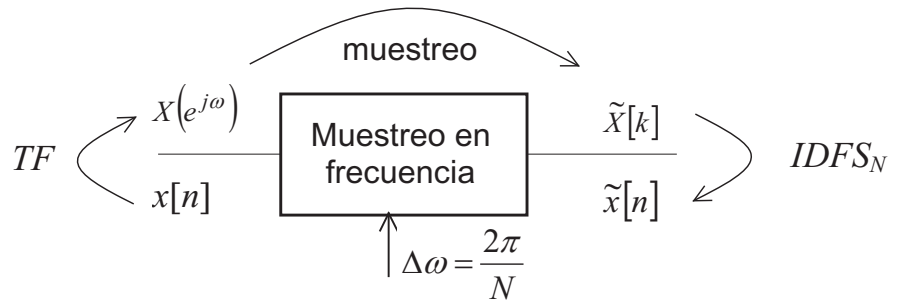 muestreo
X(e^{jω})
Muestreo en
frecuencia
X̃[k]
TF
IDFS_N
x[n]
x̃[n]
Δω = 2π/N